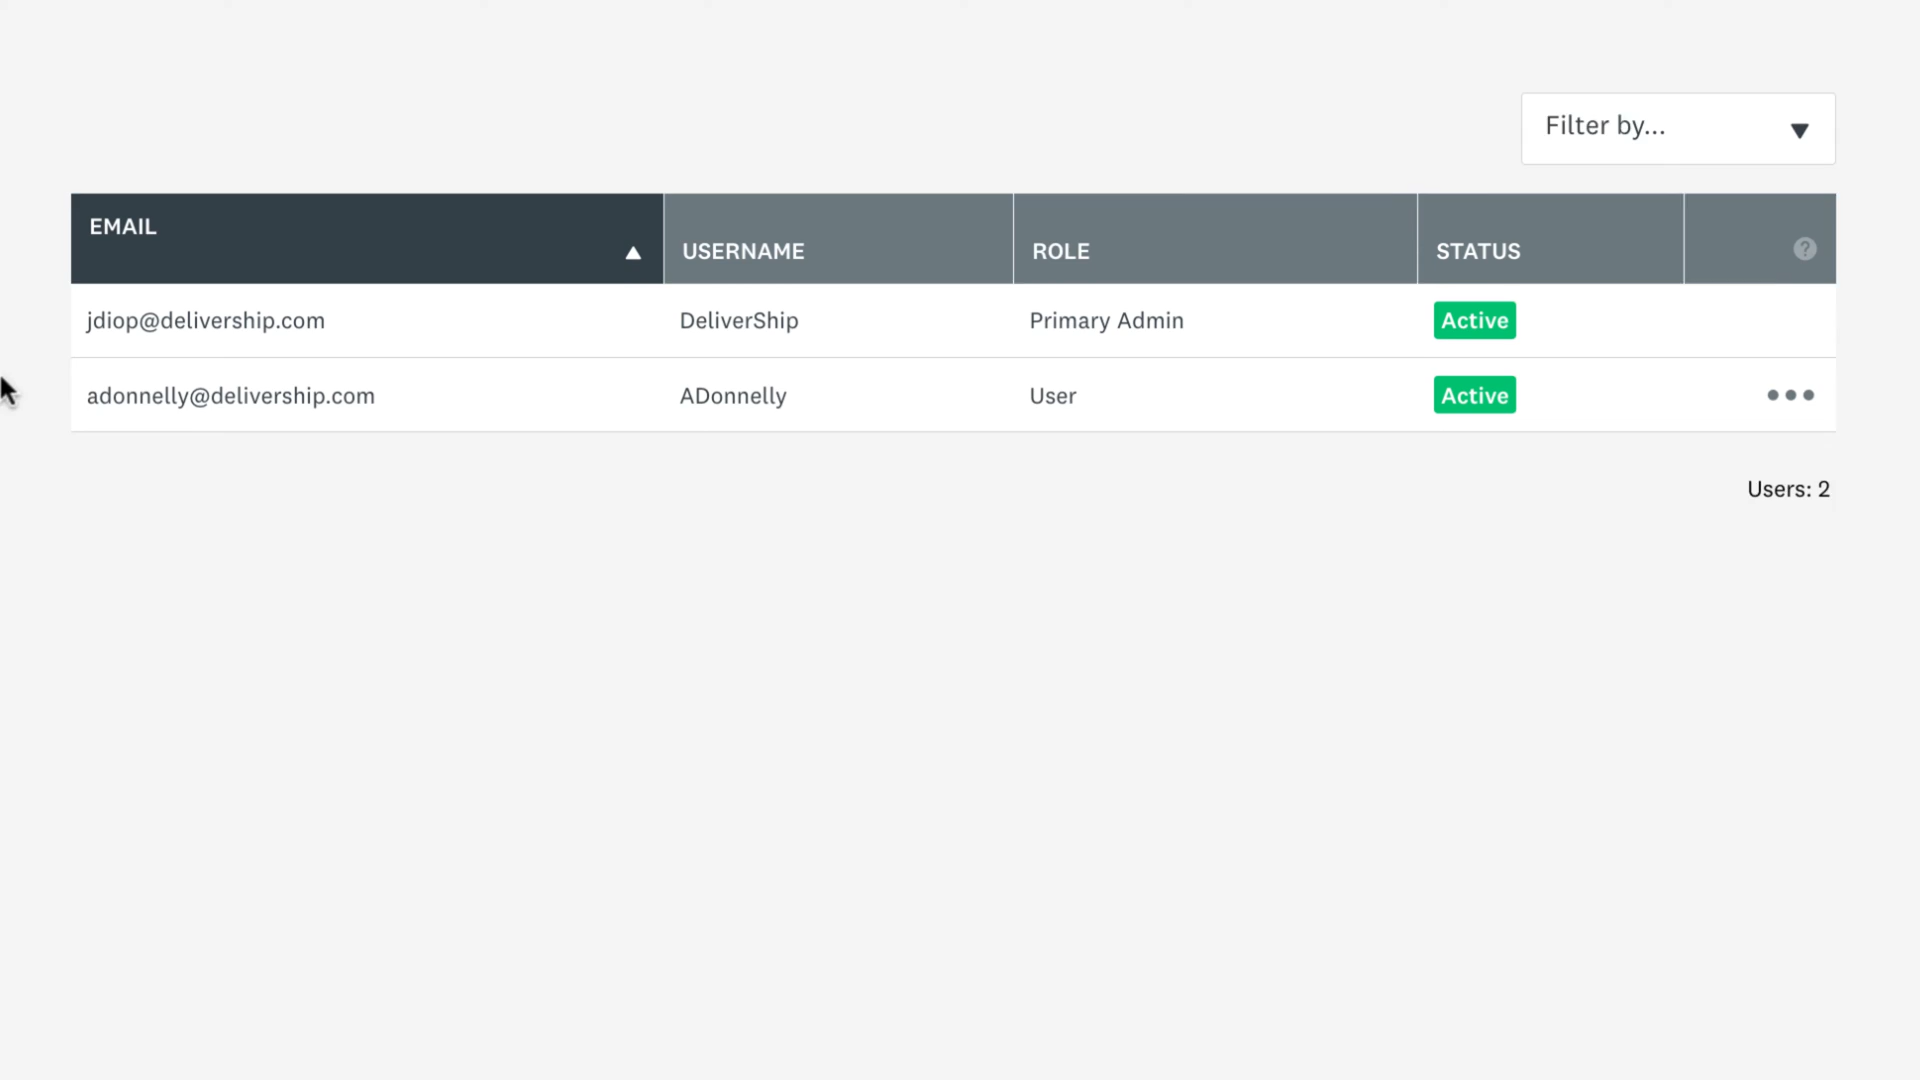 Filter by...
EMAIL
USERNAME ROLE STATUS ?
jdiop@delivership.com DeliverShip Primary Admin Active
adonnelly@delivership.com ADonnelly User Active
Users: 2